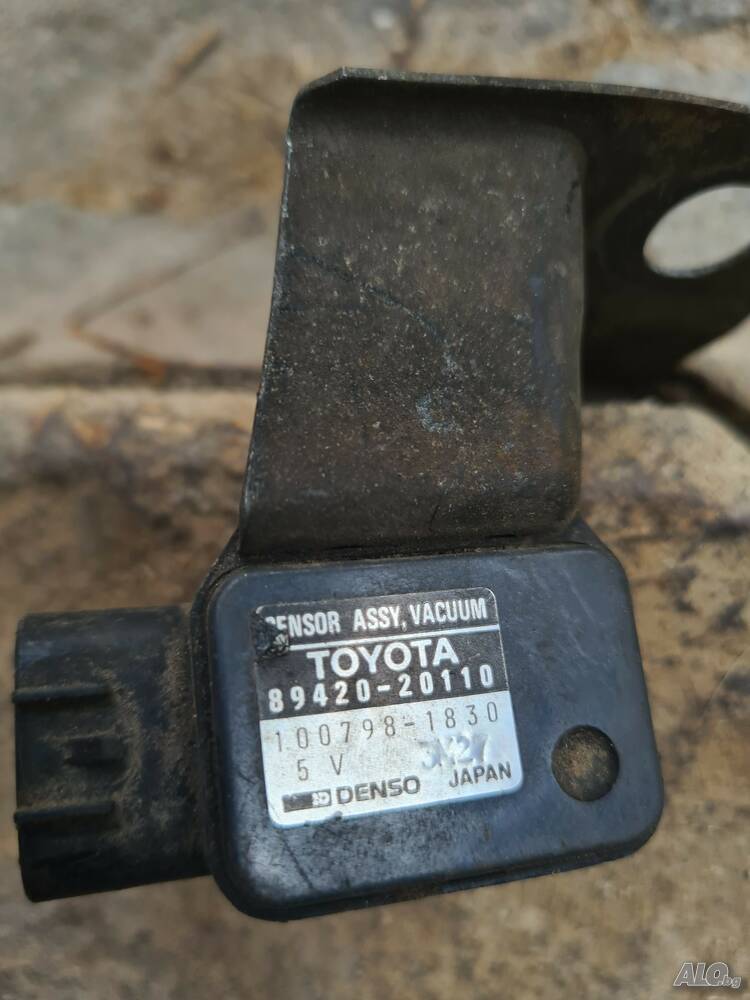 SENSOR ASSY, VACUUM
TOYOTA
89420-20110
100798-1830
5 V
DENSO JAPAN
ALO.bg